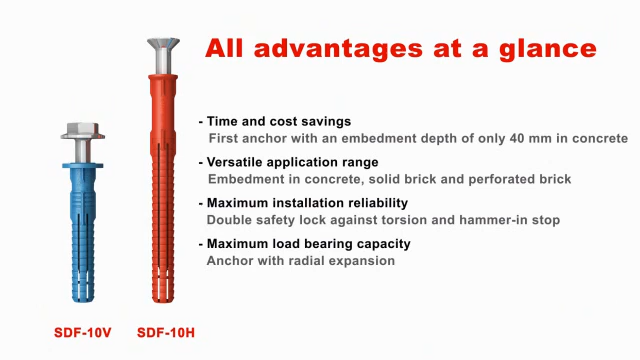 All advantages at a glance
- Time and cost savings
First anchor with an embedment depth of only 40 mm in concrete
- Versatile application range
Embedment in concrete, solid brick and perforated brick
- Maximum installation reliability
Double safety lock against torsion and hammer-in stop
- Maximum load bearing capacity
Anchor with radial expansion
SDF-10V
SDF-10H